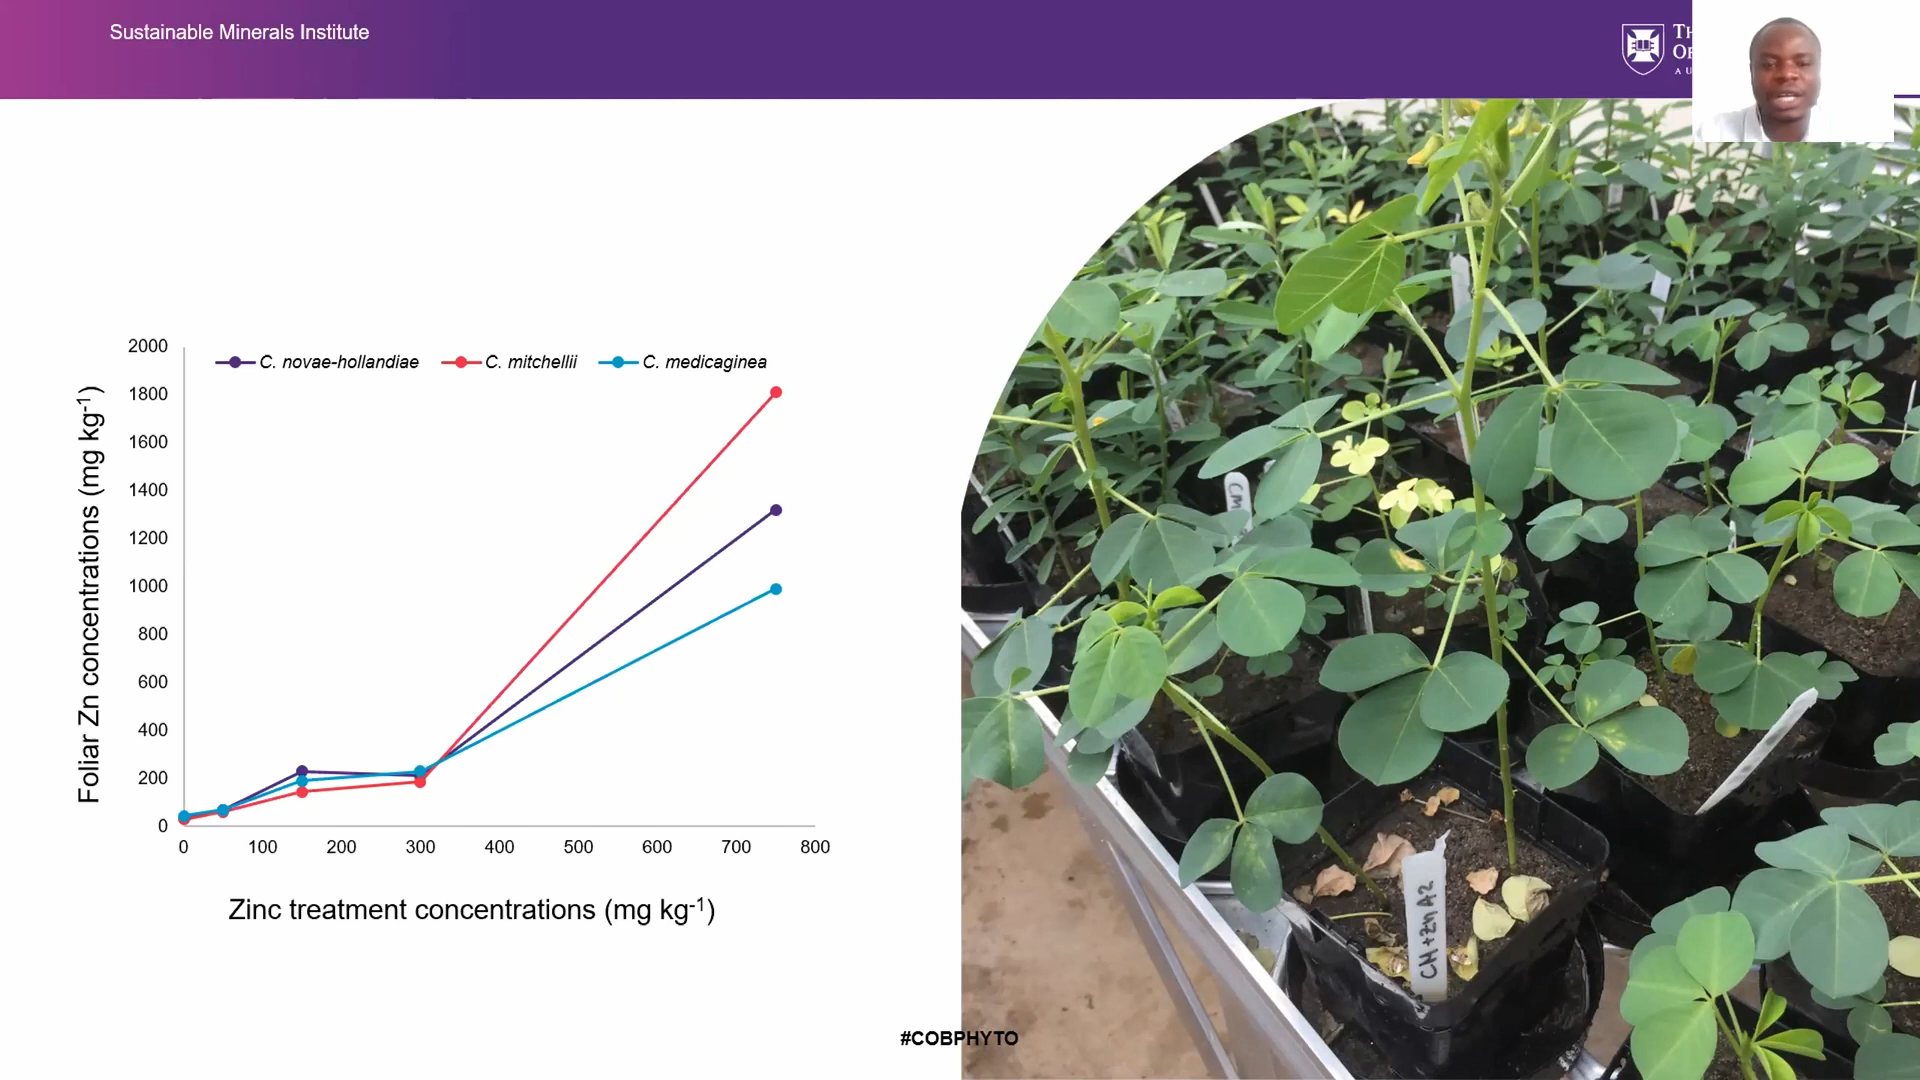 Sustainable Minerals Institute
A U
2000
C. novae-hollandiae C. mitchellii C. medicaginea
1800
1600
1400
1200
1000
800
600
400
200
0
0 100 200 300 400 500 600 700 800
Foliar Zn concentrations (mg kg-1)
Zinc treatment concentrations (mg kg-1)
CM
CH+Zn A2
#COBPHYTO